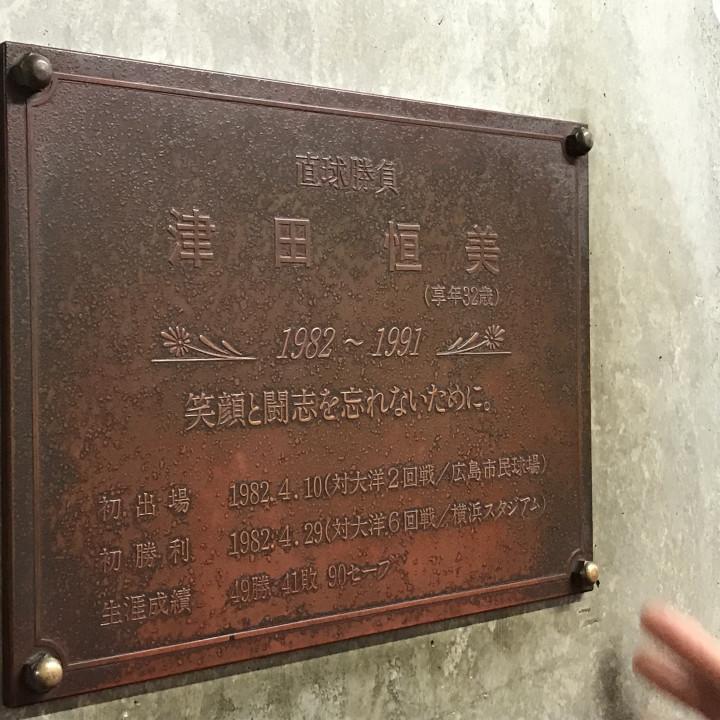 直球勝負
津田 恒美
(享年32歳)
1982～1991
笑顔と闘志を忘れないために。
初出場 1982.4.10(対大洋2回戦/広島市民球場)
初勝利 1982.4.29(対大洋6回戦/横浜スタジアム)
生涯成績 49勝 41敗 90セーブ